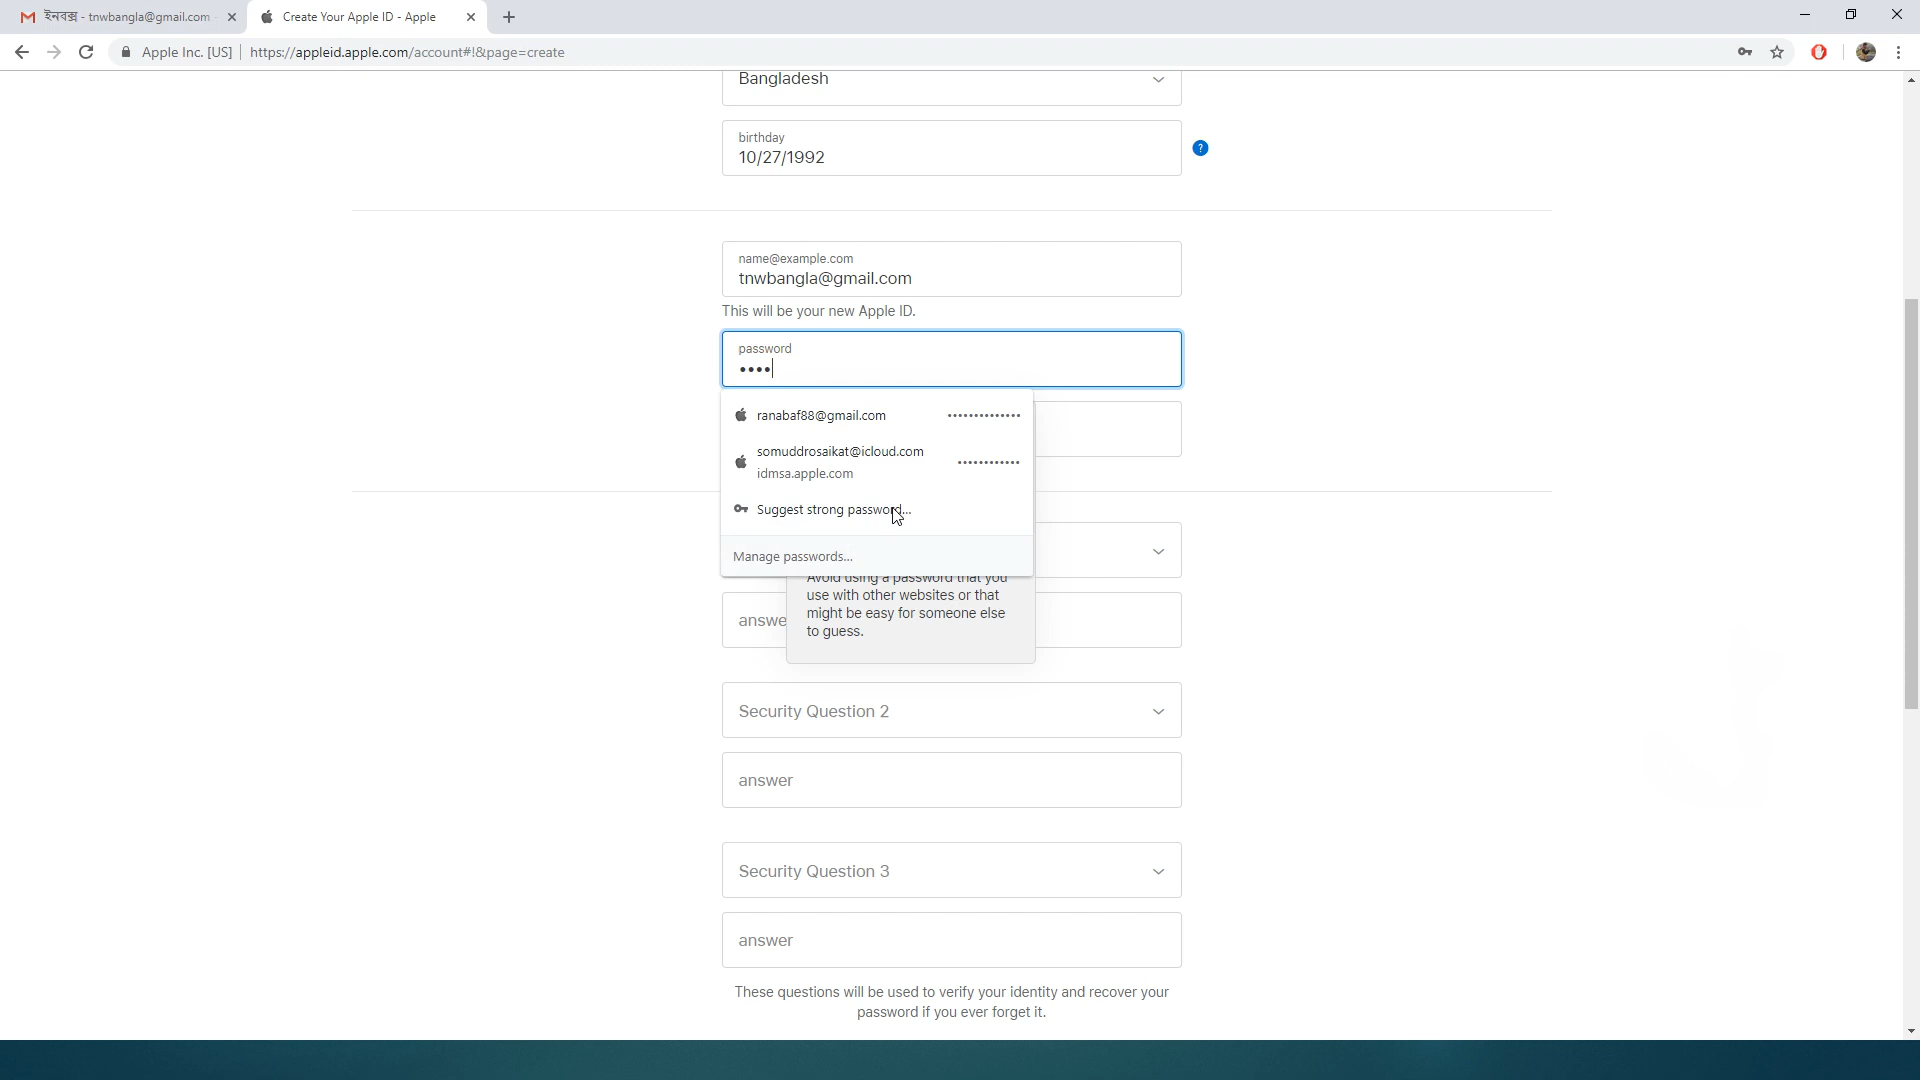 ইনবক্স - tnwbangla@gmail.com
Create Your Apple ID - Apple
Apple Inc. [US] | https://appleid.apple.com/account#!&page=create
Bangladesh
birthday
10/27/1992
?
name@example.com
tnwbangla@gmail.com
This will be your new Apple ID.
password
••••
ranabaf88@gmail.com ••••••••••••••
somuddrosaikat@icloud.com ••••••••••••
idmsa.apple.com
Suggest strong password...
Manage passwords...
Avoid using a password that you
use with other websites or that
might be easy for someone else
to guess.
answe
Security Question 2
answer
Security Question 3
answer
These questions will be used to verify your identity and recover your
password if you ever forget it.